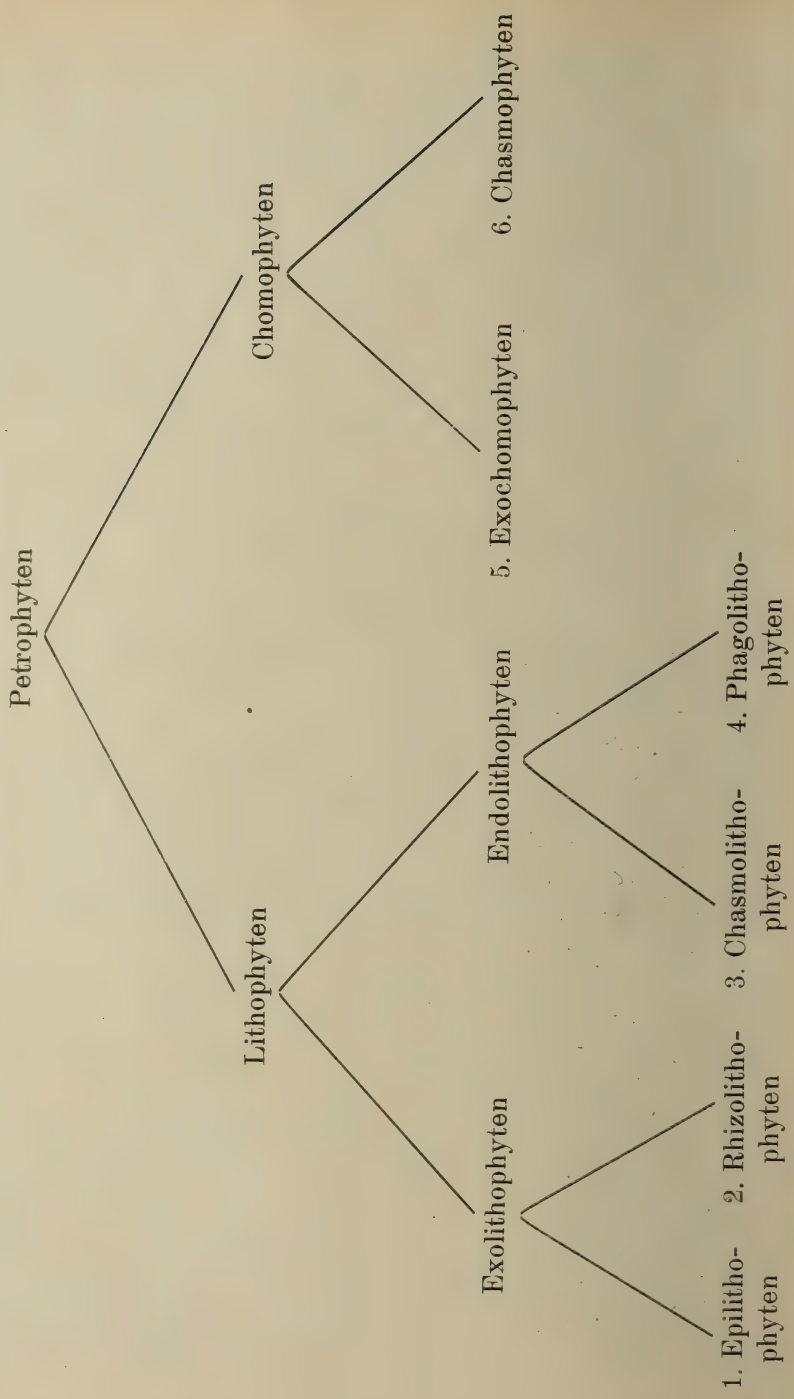 Petrophyten
Lithophyten
Chomophyten
Exolithophyten
Endolithophyten
5. Exochomophyten
6. Chasmophyten
1. Epilitho-
phyten
2. Rhizolitho-
phyten
3. Chasmolitho-
phyten
4. Phagolitho-
phyten